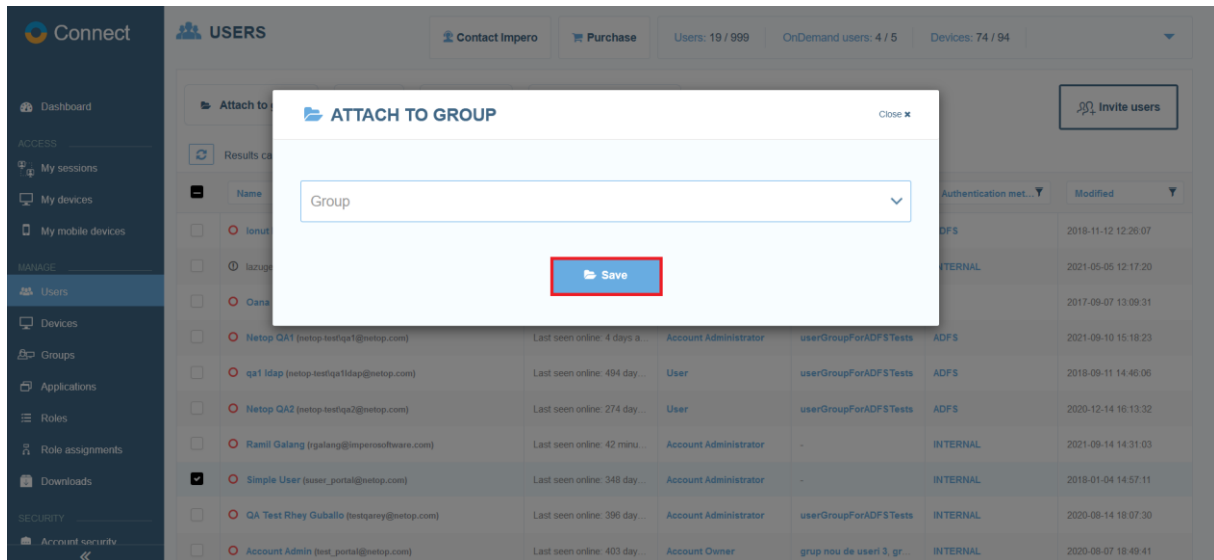 Connect
USERS
Contact Impero
Purchase
Users: 19 / 999
OnDemand users: 4 / 5
Devices: 74 / 94
Dashboard
ACCESS
My sessions
My devices
My mobile devices
MANAGE
Users
Devices
Groups
Applications
Roles
Role assignments
Downloads
SECURITY
Account security
Attach to
Invite users
Results ca
ATTACH TO GROUP
Close ×
Group
Save
Name
Authentication met...
Modified
Ionut
2018-11-12 12:26:07
lazuge
2021-05-05 12:17:20
Oana
2017-09-07 13:09:31
Netop QA1 (netop-test\qa1@netop.com) Last seen online: 4 days a... Account Administrator userGroupForADFSTests ADFS 2021-09-10 15:18:23
qa1 ldap (netop-test\qa1ldap@netop.com) Last seen online: 494 day... User userGroupForADFSTests ADFS 2018-09-11 14:46:06
Netop QA2 (netop-test\qa2@netop.com) Last seen online: 274 day... User userGroupForADFSTests ADFS 2020-12-14 16:13:32
Ramil Galang (rgalang@imperosoftware.com) Last seen online: 42 minu... Account Administrator - INTERNAL 2021-09-14 14:31:03
Simple User (suser_portal@netop.com) Last seen online: 348 day... Account Administrator - INTERNAL 2018-01-04 14:57:11
QA Test Rhey Guballo (testqarey@netop.com) Last seen online: 396 day... Account Administrator userGroupForADFSTests INTERNAL 2020-08-14 18:07:30
Account Admin (test_portal@netop.com) Last seen online: 403 day... Account Owner grup nou de useri 3, gr... INTERNAL 2020-08-07 18:49:41